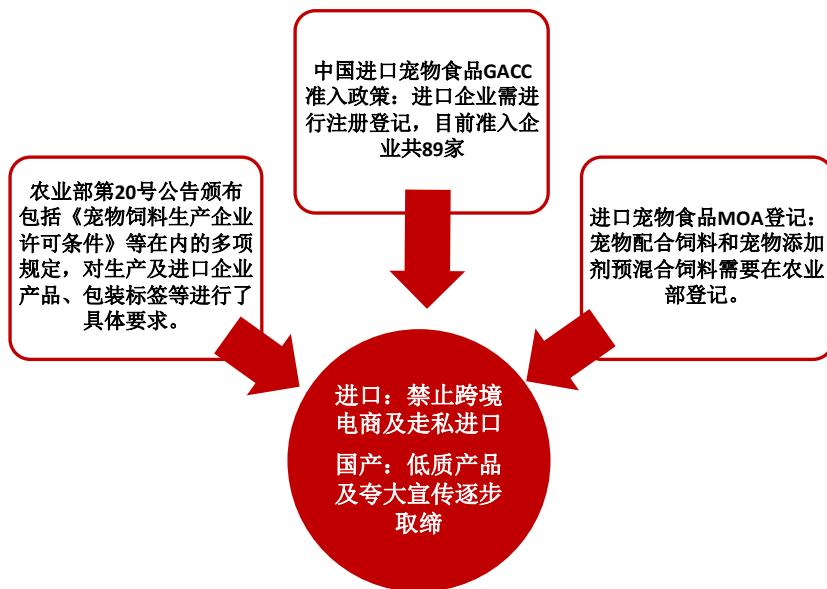 中国进口宠物食品GACC
准入政策：进口企业需进
行注册登记，目前准入企
业共89家
农业部第20号公告颁布
包括《宠物饲料生产企业
许可条件》等在内的多项
规定，对生产及进口企业
产品、包装标签等进行了
具体要求。
进口宠物食品MOA登记：
宠物配合饲料和宠物添加
剂预混合饲料需要在农业
部登记。
进口：禁止跨境
电商及走私进口
国产：低质产品
及夸大宣传逐步
取缔